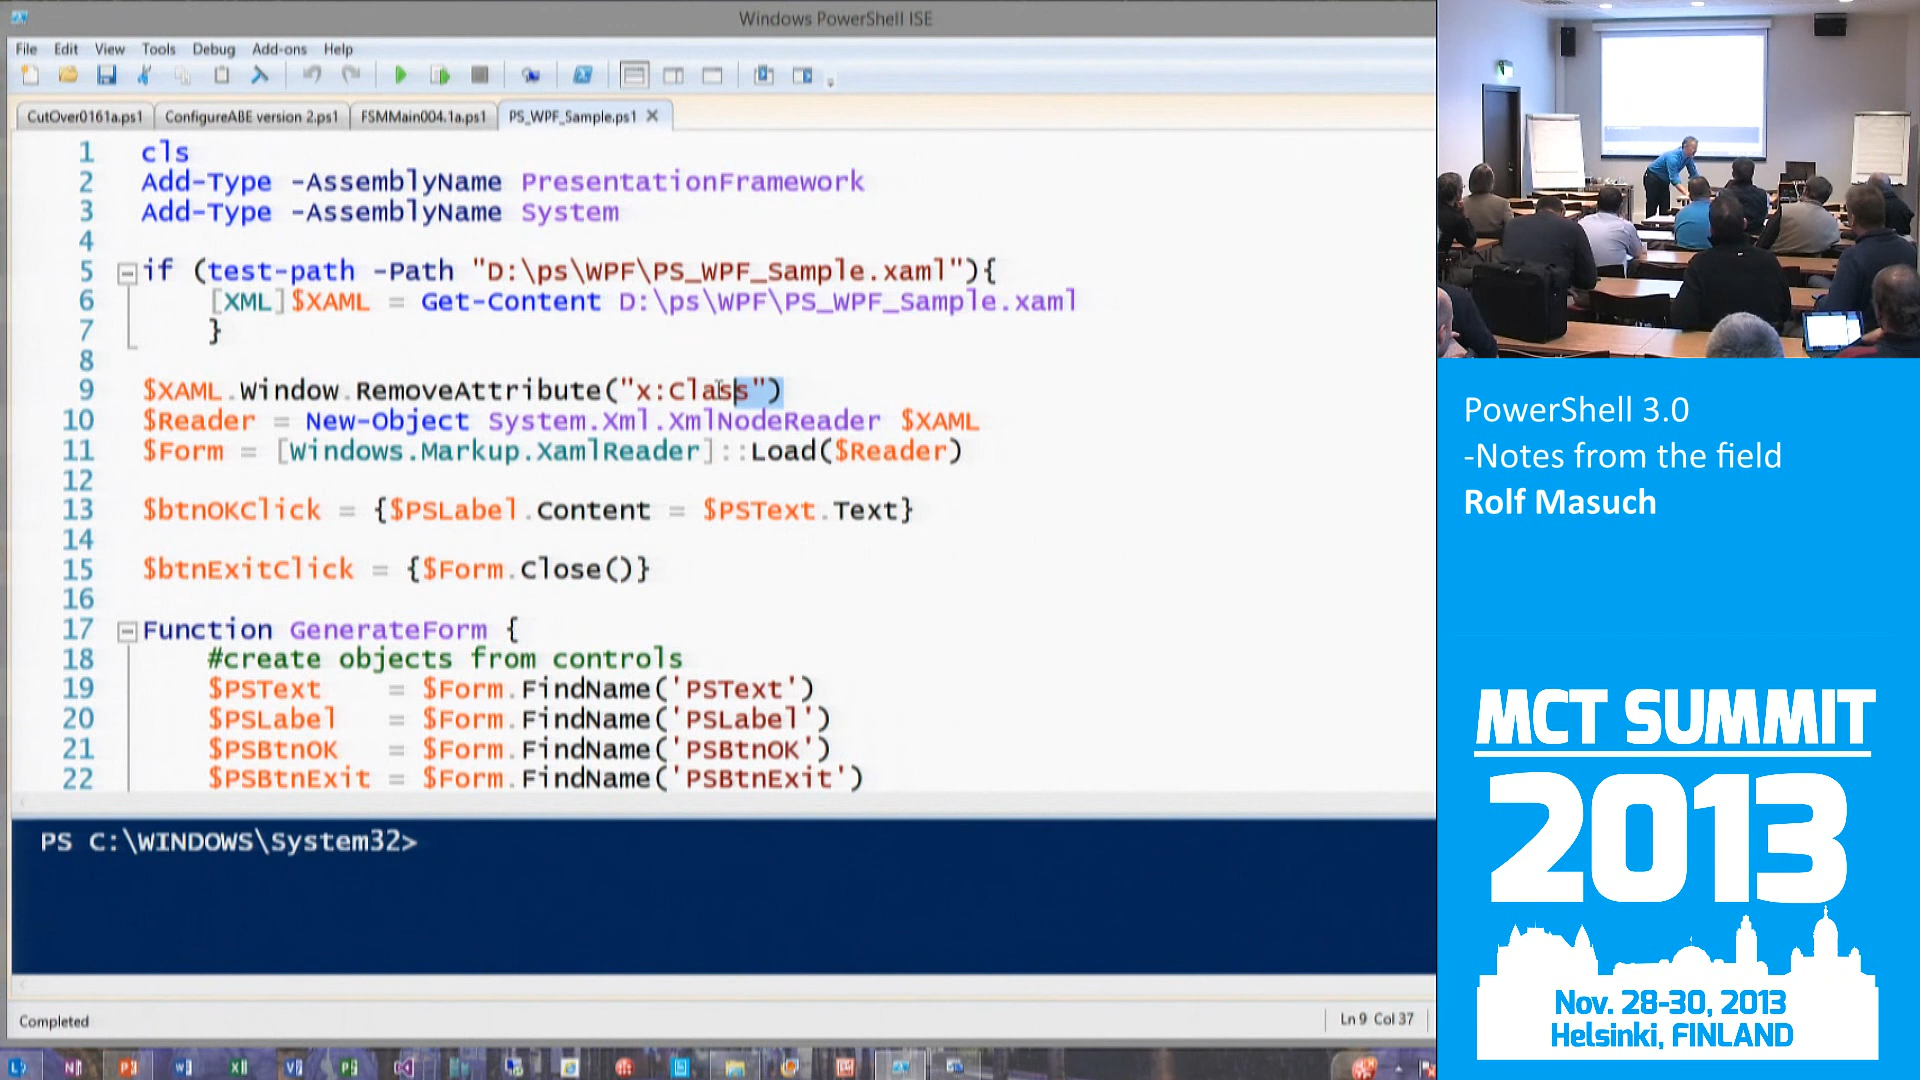 Windows PowerShell ISE
File Edit View Tools Debug Add-ons Help
CutOver0161a.ps1 ConfigureABE version 2.ps1 FSMMain004.1a.ps1 PS_WPF_Sample.ps1
1 cls
2 Add-Type -AssemblyName PresentationFramework
3 Add-Type -AssemblyName System
4
5 if (test-path -Path "D:\ps\WPF\PS_WPF_Sample.xaml"){
6 [XML]$XAML = Get-Content D:\ps\WPF\PS_WPF_Sample.xaml
7 }
8
9 $XAML.Window.RemoveAttribute("x:Class")
10 $Reader = New-Object System.Xml.XmlNodeReader $XAML
11 $Form = [Windows.Markup.XamlReader]::Load($Reader)
12
13 $btnOKClick = {$PSLabel.Content = $PSText.Text}
14
15 $btnExitClick = {$Form.Close()}
16
17 Function GenerateForm {
18 #create objects from controls
19 $PSText = $Form.FindName('PSText')
20 $PSLabel = $Form.FindName('PSLabel')
21 $PSBtnOK = $Form.FindName('PSBtnOK')
22 $PSBtnExit = $Form.FindName('PSBtnExit')
PS C:\WINDOWS\System32>
Completed
Ln 9 Col 37
PowerShell 3.0
-Notes from the field
Rolf Masuch
MCT SUMMIT
2013
Nov. 28-30, 2013
Helsinki, FINLAND